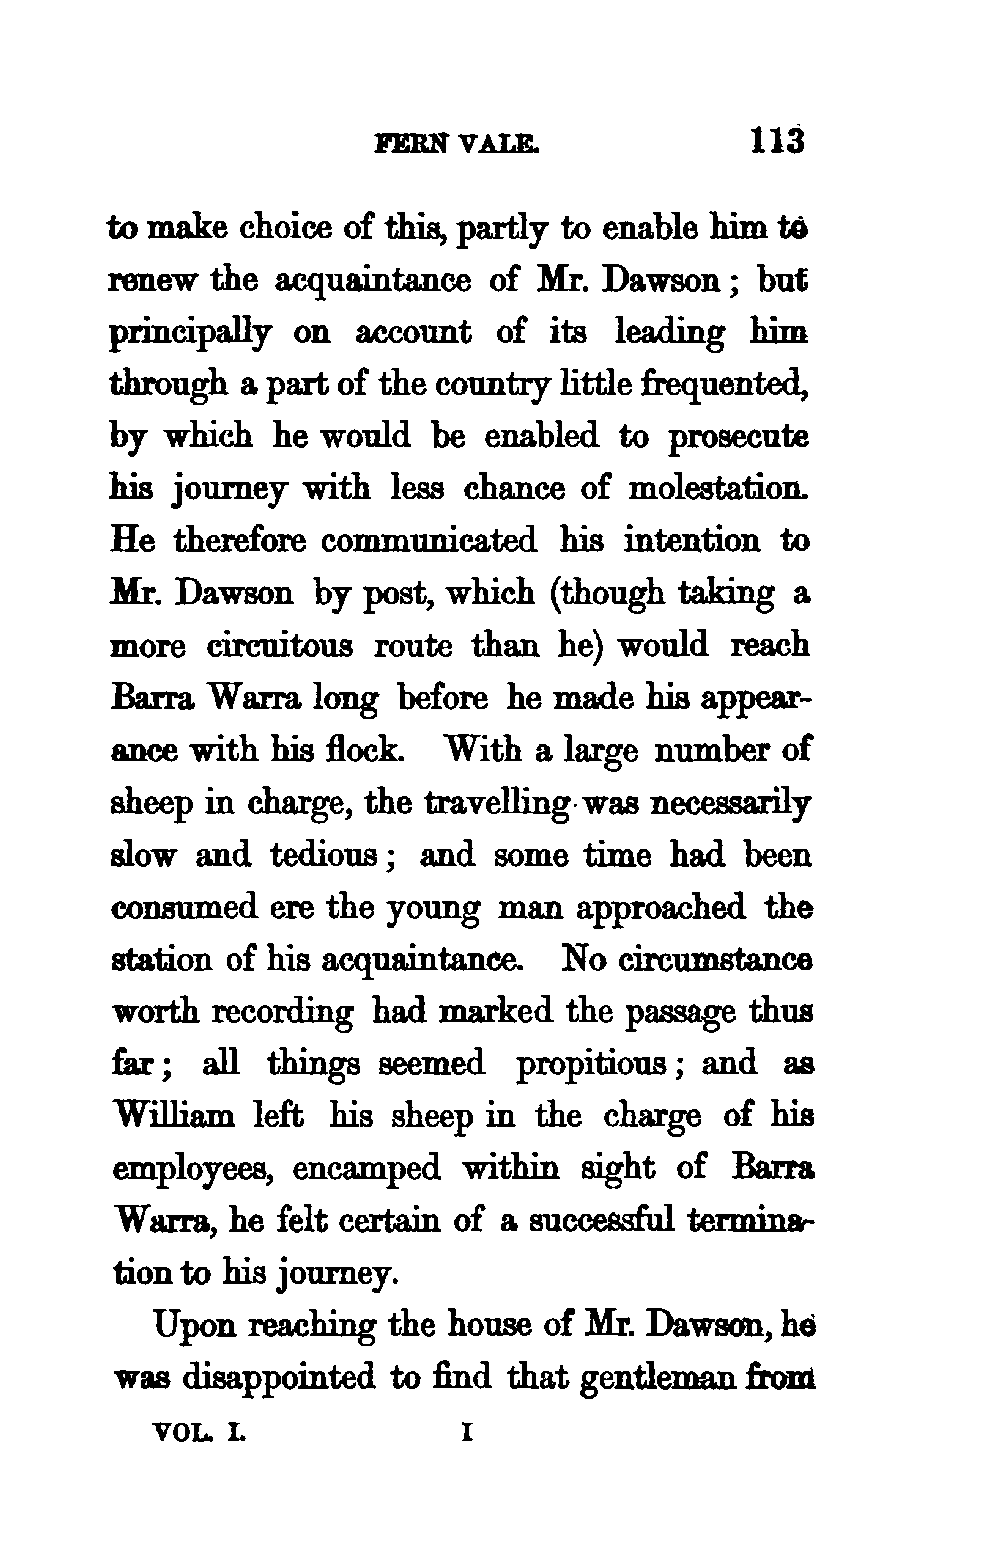 FERN VALE. 113
to make choice of this, partly to enable him to
renew the acquaintance of Mr. Dawson; but
principally on account of its leading him
through a part of the country little frequented,
by which he would be enabled to prosecute
his journey with less chance of molestation.
He therefore communicated his intention to
Mr. Dawson by post, which (though taking a
more circuitous route than he) would reach
Barra Warra long before he made his appear-
ance with his flock. With a large number of
sheep in charge, the travelling was necessarily
slow and tedious; and some time had been
consumed ere the young man approached the
station of his acquaintance. No circumstance
worth recording had marked the passage thus
far; all things seemed propitious; and as
William left his sheep in the charge of his
employees, encamped within sight of Barra
Warra, he felt certain of a successful termina-
tion to his journey.
Upon reaching the house of Mr. Dawson, he
was disappointed to find that gentleman from
VOL. I. I